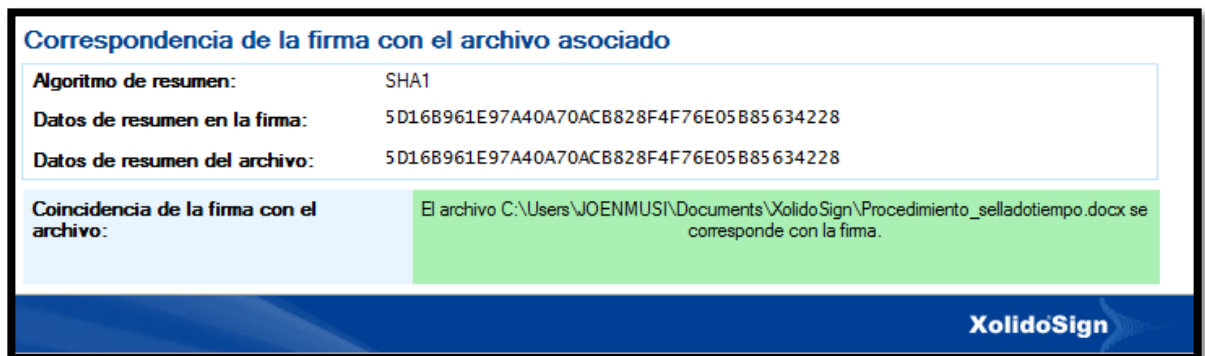 Correspondencia de la firma con el archivo asociado
Algoritmo de resumen: SHA1
Datos de resumen en la firma: 5D16B961E97A40A70ACB828F4F76E05B85634228
Datos de resumen del archivo: 5D16B961E97A40A70ACB828F4F76E05B85634228
Coincidencia de la firma con el archivo:
El archivo C:\Users\JOENMUSI\Documents\XolidoSign\Procedimiento_selladotiempo.docx se
corresponde con la firma.
XolidoSign